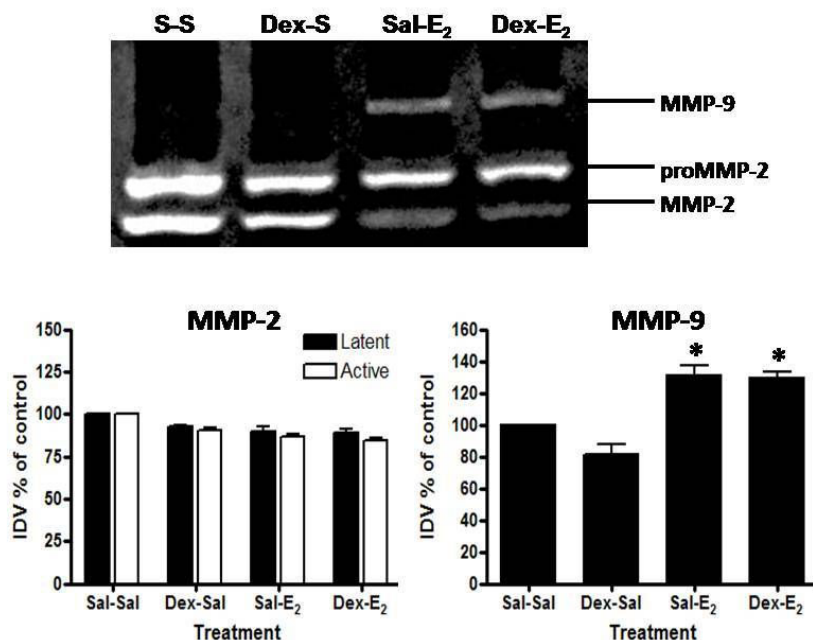 S-S Dex-S Sal-E₂ Dex-E₂
MMP-9
proMMP-2
MMP-2
MMP-2
Latent
Active
IDV % of control
150
125
100
75
50
25
0
Sal-Sal Dex-Sal Sal-E₂ Dex-E₂
Treatment
MMP-9
IDV % of control
160
140
120
100
80
60
40
20
0
* *
Sal-Sal Dex-Sal Sal-E₂ Dex-E₂
Treatment